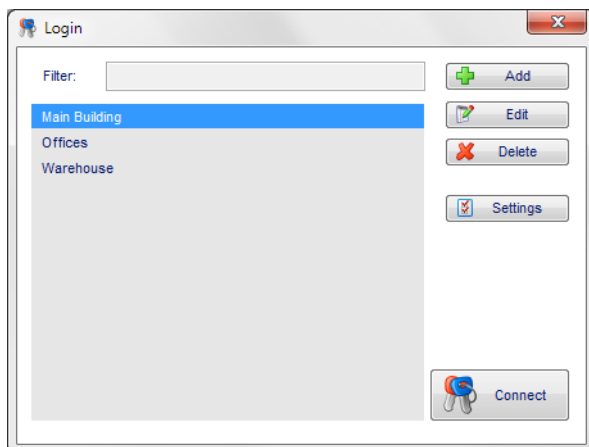 Login
Filter:
Add
Main Building
Edit
Offices
Delete
Warehouse
Settings
Connect